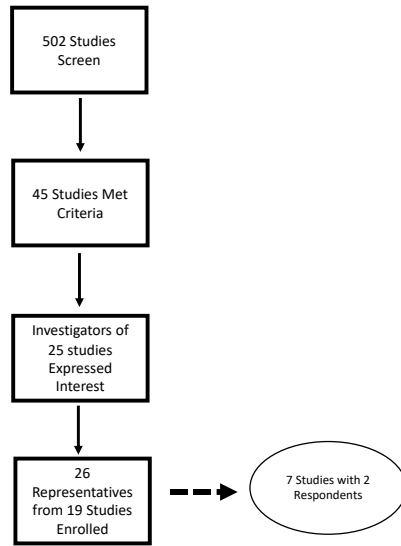 502 Studies
Screen
45 Studies Met
Criteria
Investigators of
25 studies
Expressed
Interest
26
Representatives
from 19 Studies
Enrolled
7 Studies with 2
Respondents